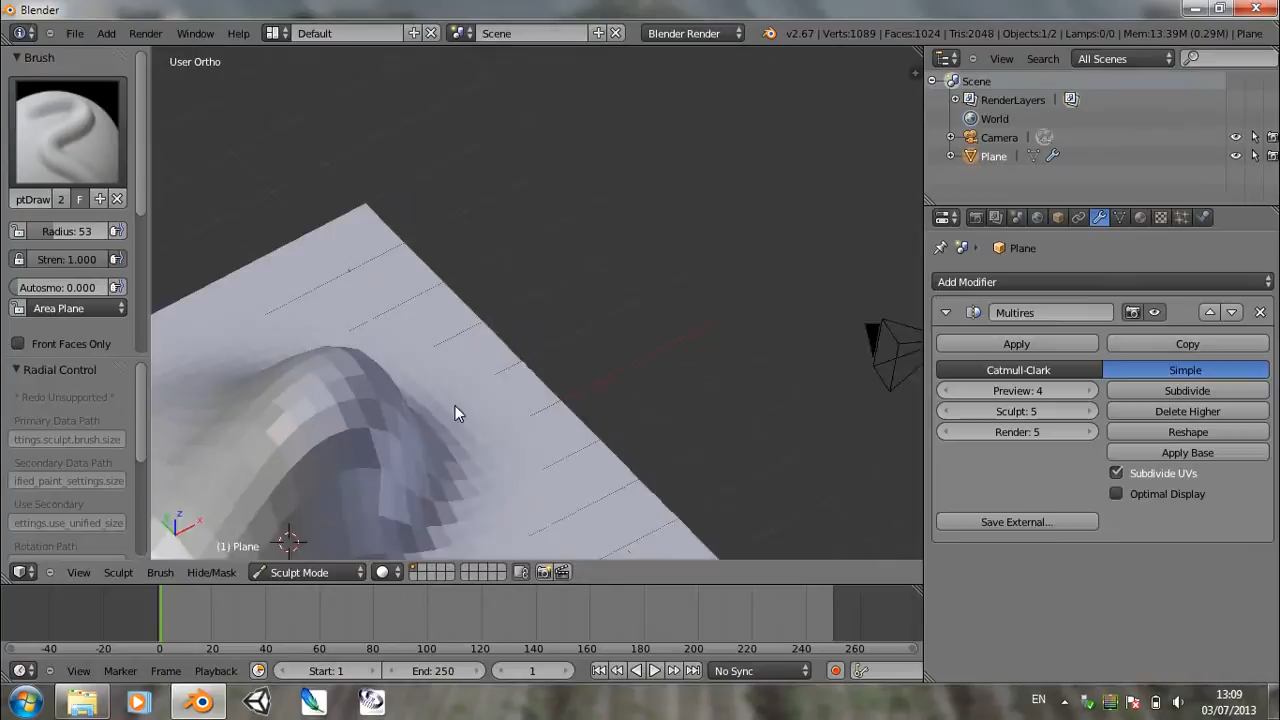 Blender
File Add Render Window Help Default Scene Blender Render v2.67 | Verts:1089 | Faces:1024 | Tris:2048 | Objects:1/2 | Lamps:0/0 | Mem:13.39M (0.29M) | Plane
Brush
User Ortho
ptDraw 2 F
Radius: 53
Stren: 1.000
Autosmo: 0.000
Area Plane
Front Faces Only
Radial Control
* Redo Unsupported *
Primary Data Path
ttings.sculpt.brush.size
Secondary Data Path
ified_paint_settings.size
Use Secondary
ettings.use_unified_size
Rotation Path
z
x
(1) Plane
View Sculpt Brush Hide/Mask Sculpt Mode
-40 -20 0 20 40 60 80 100 120 140 160 180 200 220 240 260
View Marker Frame Playback Start: 1 End: 250 1 No Sync
View Search All Scenes
Scene
RenderLayers
World
Camera
Plane
Plane
Add Modifier
Multires
Apply Copy
Catmull-Clark Simple
Preview: 4 Subdivide
Sculpt: 5 Delete Higher
Render: 5 Reshape
Apply Base
Subdivide UVs
Optimal Display
Save External...
EN 13:09
03/07/2013